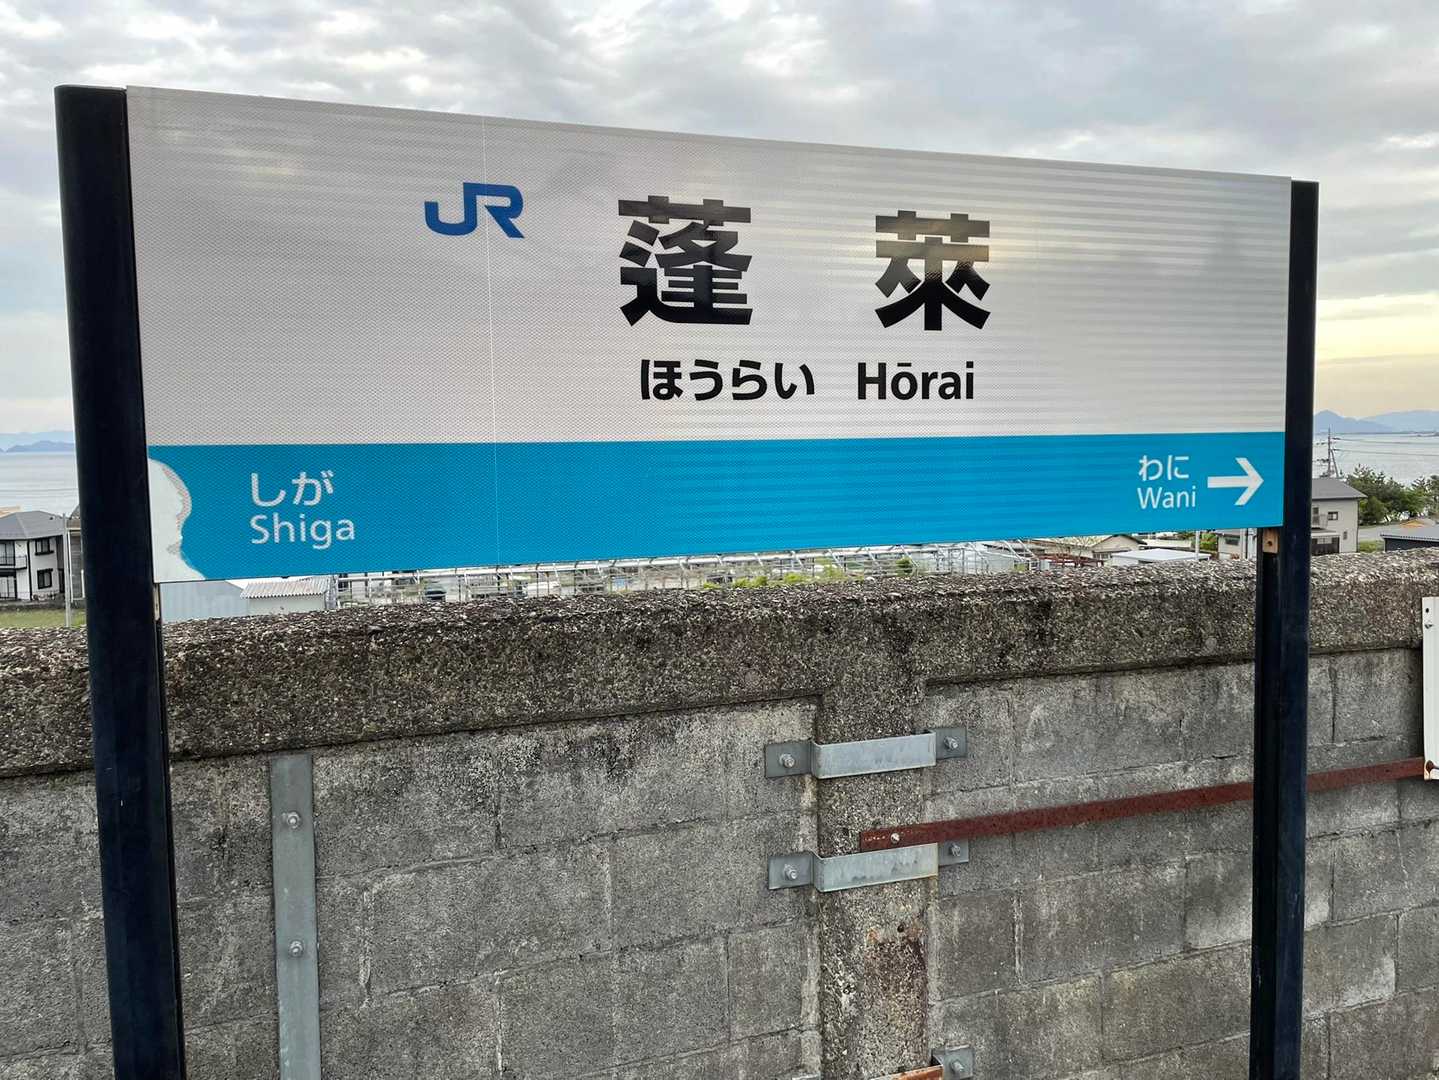 JR
蓬莱
ほうらい Hōrai
しが
Shiga
わに →
Wani